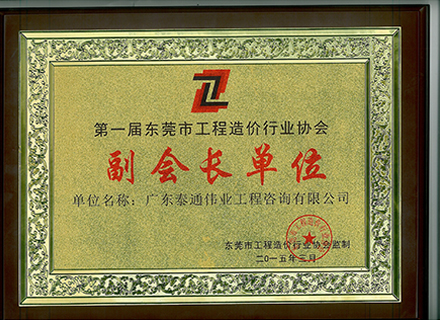 第一届东莞市工程造价行业协会
副会长单位
单位名称：广东泰通伟业工程咨询有限公司
东莞市工程造价行业协会监制
二〇一五年三月